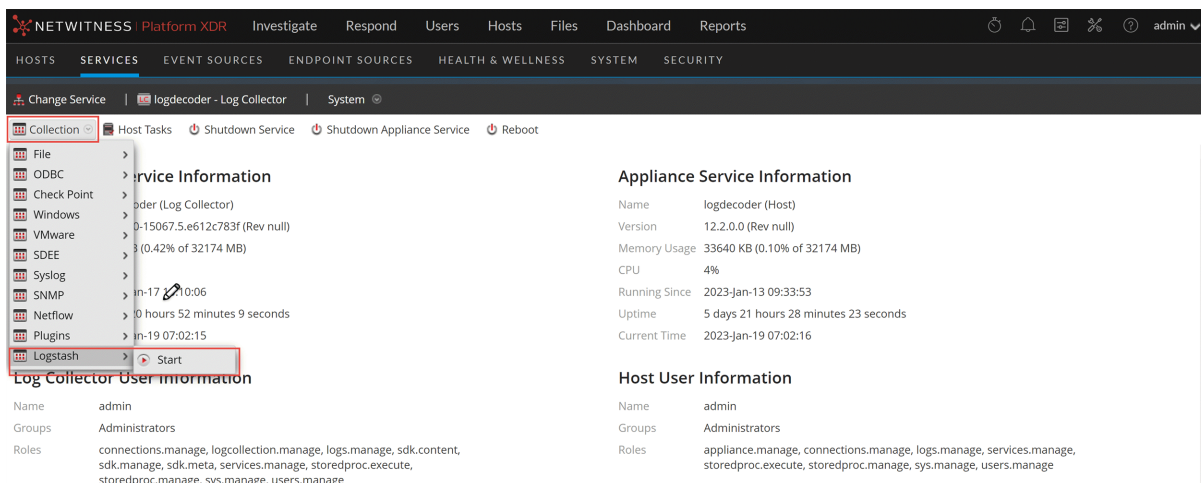 NETWITNESS | Platform XDR Investigate Respond Users Hosts Files Dashboard Reports admin
HOSTS SERVICES EVENT SOURCES ENDPOINT SOURCES HEALTH & WELLNESS SYSTEM SECURITY
Change Service | LC logdecoder - Log Collector | System
Collection Host Tasks Shutdown Service Shutdown Appliance Service Reboot
File
ODBC
Check Point
Windows
VMware
SDEE
Syslog
SNMP
Netflow
Plugins
Logstash
Start
rvice Information
oder (Log Collector)
0-15067.5.e612c783f (Rev null)
(0.42% of 32174 MB)
an-17 10:06
0 hours 52 minutes 9 seconds
an-19 07:02:15
Appliance Service Information
Name logdecoder (Host)
Version 12.2.0.0 (Rev null)
Memory Usage 33640 KB (0.10% of 32174 MB)
CPU 4%
Running Since 2023-Jan-13 09:33:53
Uptime 5 days 21 hours 28 minutes 23 seconds
Current Time 2023-Jan-19 07:02:16
Log Collector User Information
Name admin
Groups Administrators
Roles connections.manage, logcollection.manage, logs.manage, sdk.content,
sdk.manage, sdk.meta, services.manage, storedproc.execute,
storedproc.manage, sys.manage, users.manage
Host User Information
Name admin
Groups Administrators
Roles appliance.manage, connections.manage, logs.manage, services.manage,
storedproc.execute, storedproc.manage, sys.manage, users.manage